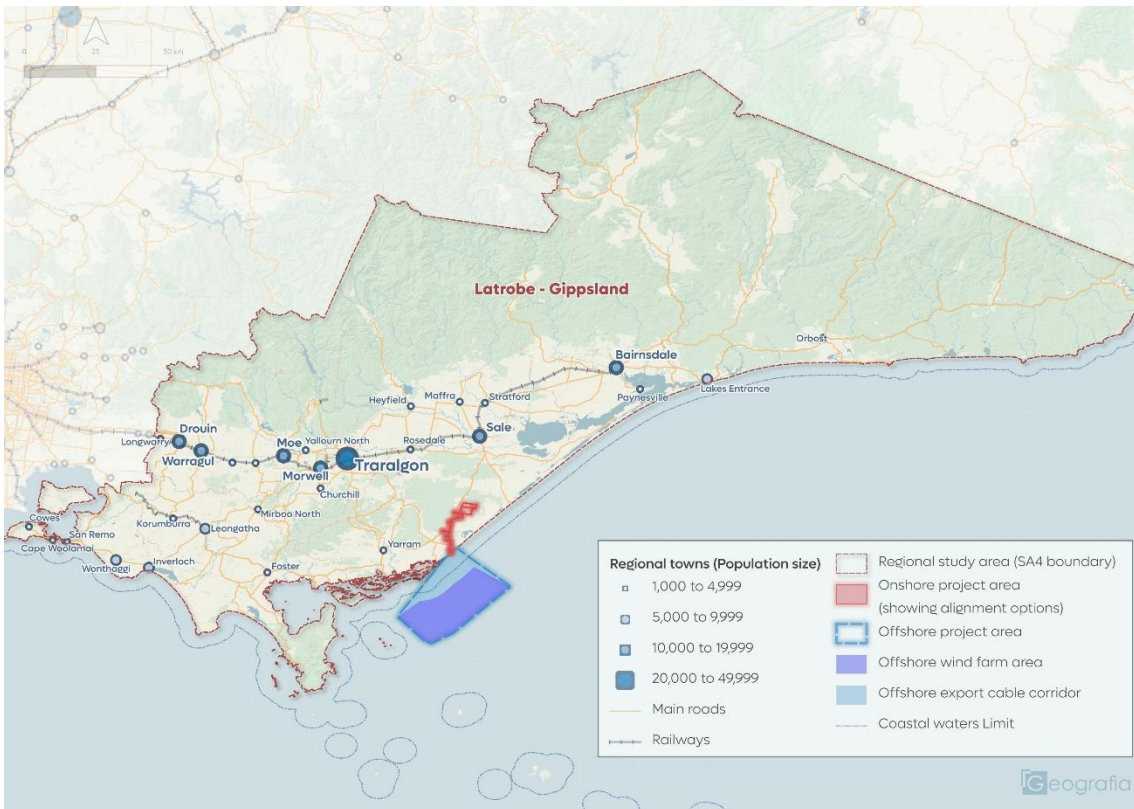 0 25 50 km
Latrobe - Gippsland
Orbost
Bairnsdale
Lakes Entrance
Paynesville
Maffra
Stratford
Heyfield
Sale
Drouin
Longwarry
Warragul
Moe
Yallourn North
Rosedale
Traralgon
Morwell
Churchill
Mirboo North
Korumburra
Leongatha
Cowes
San Remo
Cape Woolamai
Yarram
Wonthaggi
Inverloch
Foster
Regional towns (Population size)
1,000 to 4,999
5,000 to 9,999
10,000 to 19,999
20,000 to 49,999
Main roads
Railways
Regional study area (SA4 boundary)
Onshore project area
(showing alignment options)
Offshore project area
Offshore wind farm area
Offshore export cable corridor
Coastal waters Limit
Geografia